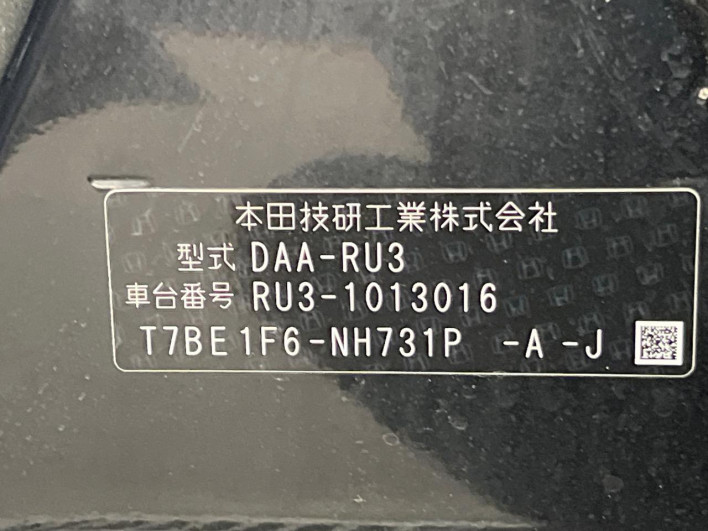 本田技研工業株式会社
型式 DAA-RU3
車台番号 RU3-1013016
T7BE1F6-NH731P -A -J